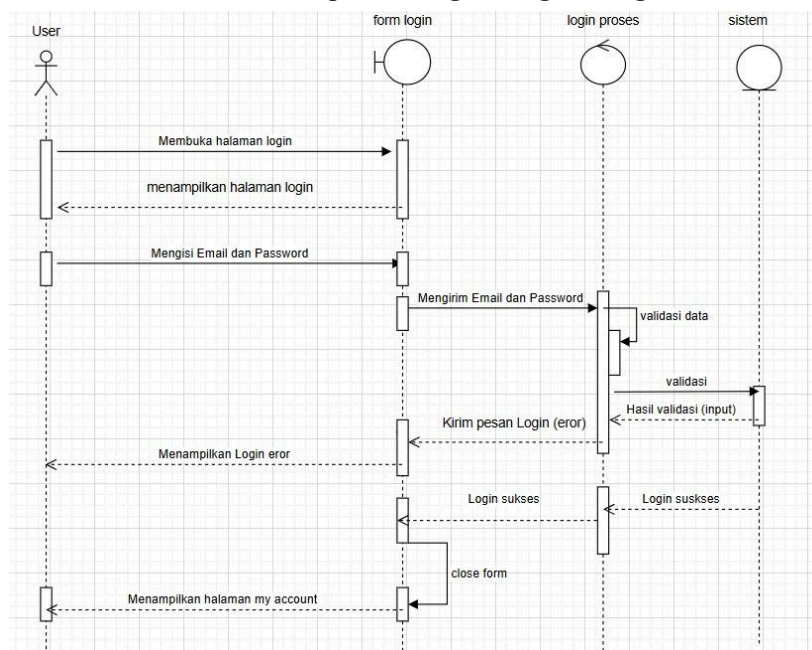 User
form login
login proses
sistem
Membuka halaman login
menampilkan halaman login
Mengisi Email dan Password
Mengirim Email dan Password
validasi data
validasi
Hasil validasi (input)
Kirim pesan Login (eror)
Menampilkan Login eror
Login sukses
Login suskses
close form
Menampilkan halaman my account